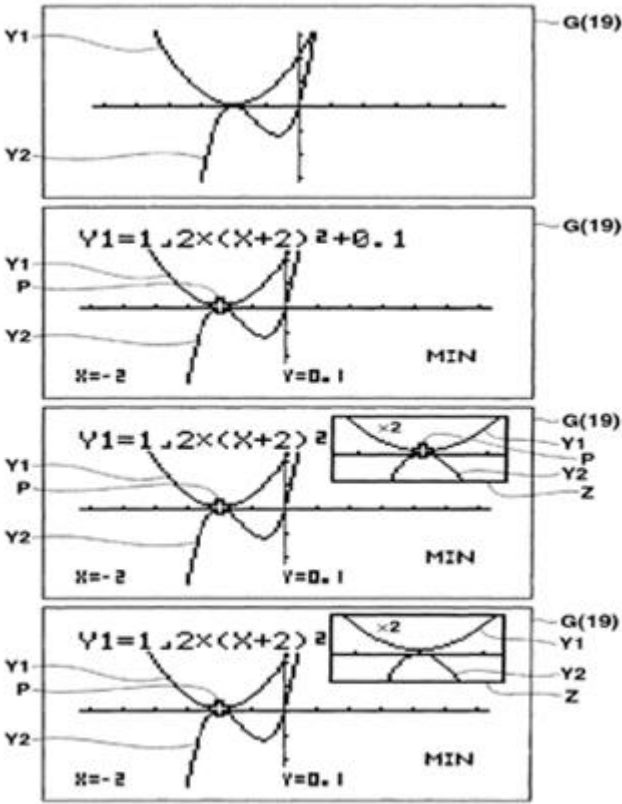 Y1
G(19)
Y2
G(19)
Y1=1⌟2×(X+2)²+0.1
Y1
P
Y2
MIN
X=-2 Y=0.1
G(19)
Y1=1⌟2×(X+2)²
×2
Y1
P
Y1
P
Y2
Z
Y2
MIN
X=-2 Y=0.1
G(19)
Y1=1⌟2×(X+2)²
×2
Y1
Y1
P
Y2
Z
Y2
MIN
X=-2 Y=0.1